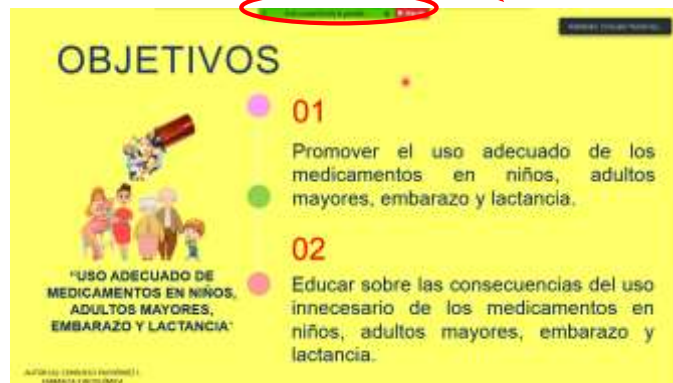 OBJETIVOS
01
Promover el uso adecuado de los
medicamentos en niños, adultos
mayores, embarazo y lactancia.
02
Educar sobre las consecuencias del uso
innecesario de los medicamentos en
niños, adultos mayores, embarazo y
lactancia.
"USO ADECUADO DE
MEDICAMENTOS EN NIÑOS,
ADULTOS MAYORES,
EMBARAZO Y LACTANCIA"